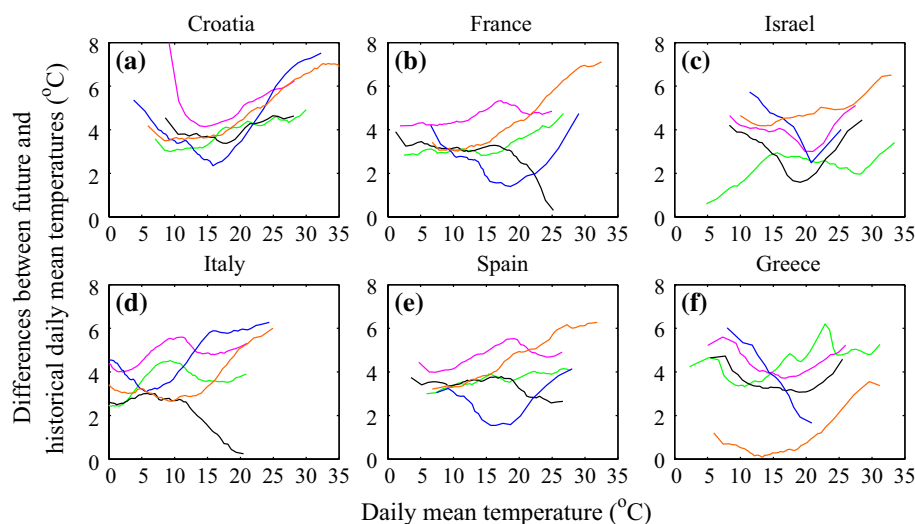 Croatia France Israel
8 8 8
(a) (b) (c)
6 6 6
4 4 4
2 2 2
0 0 0
0 5 10 15 20 25 30 35 0 5 10 15 20 25 30 35 0 5 10 15 20 25 30 35
Italy Spain Greece
8 8 8
(d) (e) (f)
6 6 6
4 4 4
2 2 2
0 0 0
0 5 10 15 20 25 30 35 0 5 10 15 20 25 30 35 0 5 10 15 20 25 30 35
Differences between future and
historical daily mean temperatures (°C)
Daily mean temperature (°C)